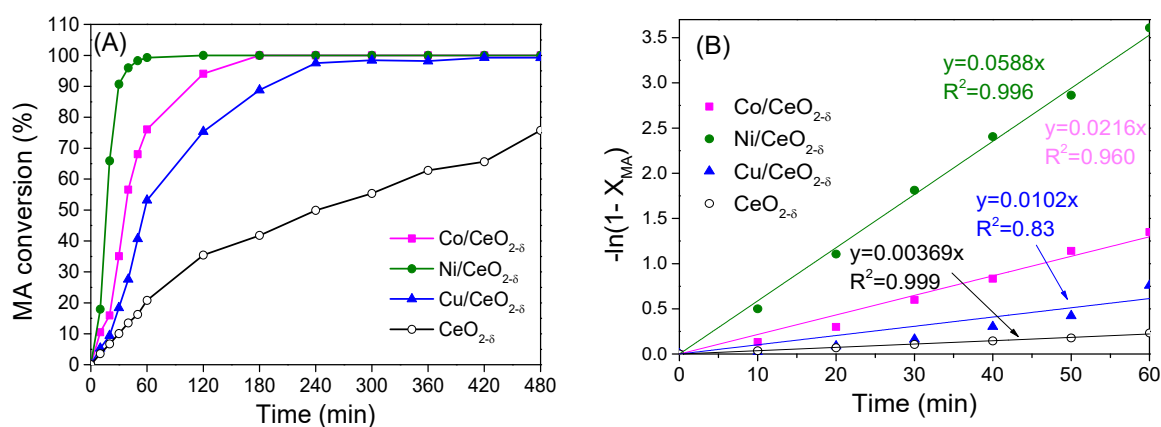 (A)
MA conversion (%)
110
100
90
80
70
60
50
40
30
20
10
0
0 60 120 180 240 300 360 420 480
Time (min)
Co/CeO₂₋δ
Ni/CeO₂₋δ
Cu/CeO₂₋δ
CeO₂₋δ
(B)
-ln(1- X_MA)
3.5
3.0
2.5
2.0
1.5
1.0
0.5
0.0
0 10 20 30 40 50 60
Time (min)
Co/CeO₂₋δ
Ni/CeO₂₋δ
Cu/CeO₂₋δ
CeO₂₋δ
y=0.0588x
R²=0.996
y=0.0216x
R²=0.960
y=0.0102x
R²=0.83
y=0.00369x
R²=0.999